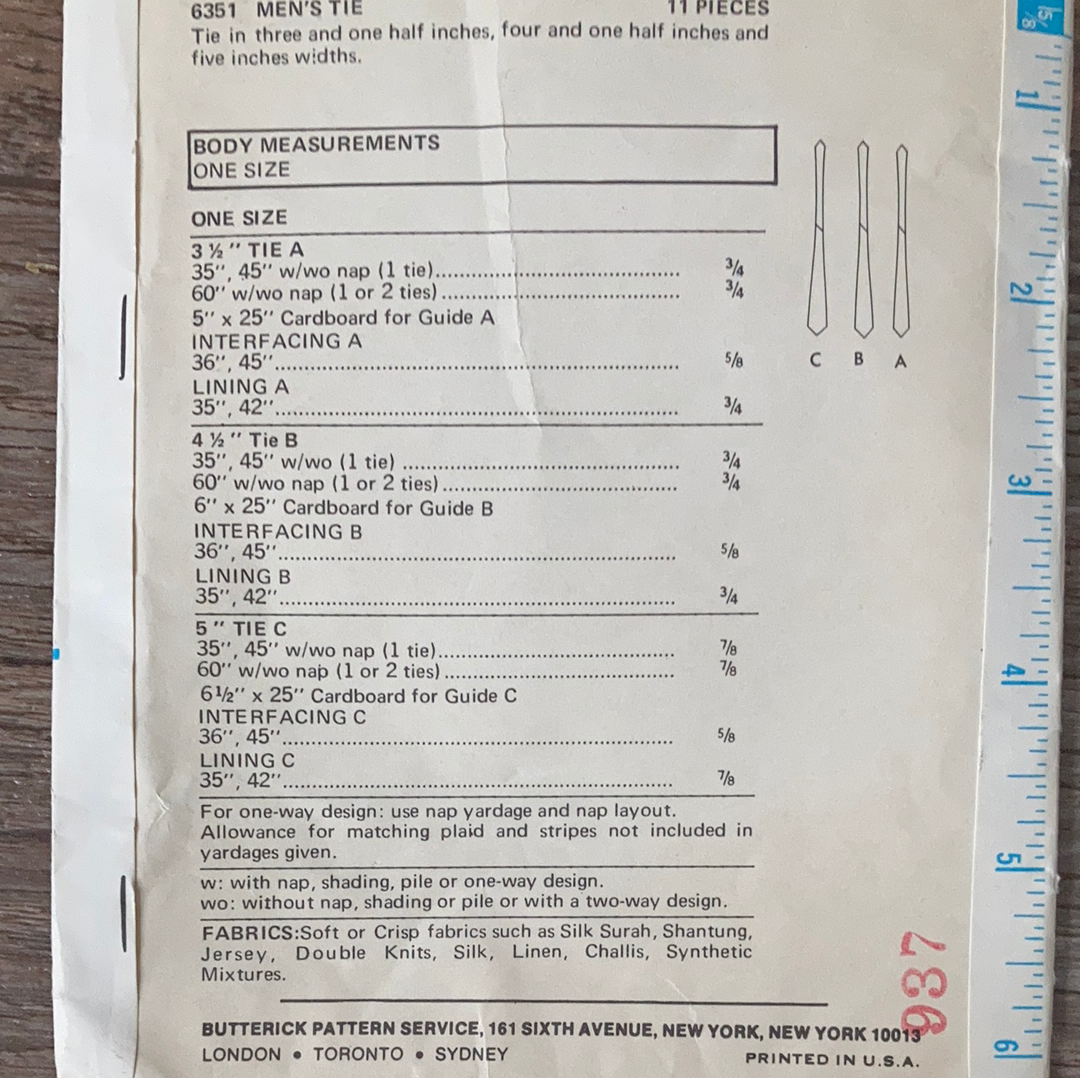 6351 MEN'S TIE 11 PIECES
Tie in three and one half inches, four and one half inches and
five inches widths.
BODY MEASUREMENTS
ONE SIZE
ONE SIZE
3 ½" TIE A
35", 45" w/wo nap (1 tie)........................................ ¾
60" w/wo nap (1 or 2 ties)........................................ ¾
5" x 25" Cardboard for Guide A
INTERFACING A
36", 45"........................................ ⅝
LINING A
35", 42"........................................ ¾
4 ½" Tie B
35", 45" w/wo (1 tie)........................................ ¾
60" w/wo nap (1 or 2 ties)........................................ ¾
6" x 25" Cardboard for Guide B
INTERFACING B
36", 45"........................................ ⅝
LINING B
35", 42"........................................ ¾
5" TIE C
35", 45" w/wo nap (1 tie)........................................ ⅞
60" w/wo nap (1 or 2 ties)........................................ ⅞
6½" x 25" Cardboard for Guide C
INTERFACING C
36", 45"........................................ ⅝
LINING C
35", 42"........................................ ⅞
For one-way design: use nap yardage and nap layout.
Allowance for matching plaid and stripes not included in
yardages given.
w: with nap, shading, pile or one-way design.
wo: without nap, shading or pile or with a two-way design.
FABRICS:Soft or Crisp fabrics such as Silk Surah, Shantung,
Jersey, Double Knits, Silk, Linen, Challis, Synthetic
Mixtures.
BUTTERICK PATTERN SERVICE, 161 SIXTH AVENUE, NEW YORK, NEW YORK 10013
LONDON • TORONTO • SYDNEY PRINTED IN U.S.A.
C B A
937
5/8
1
2
3
4
5
6